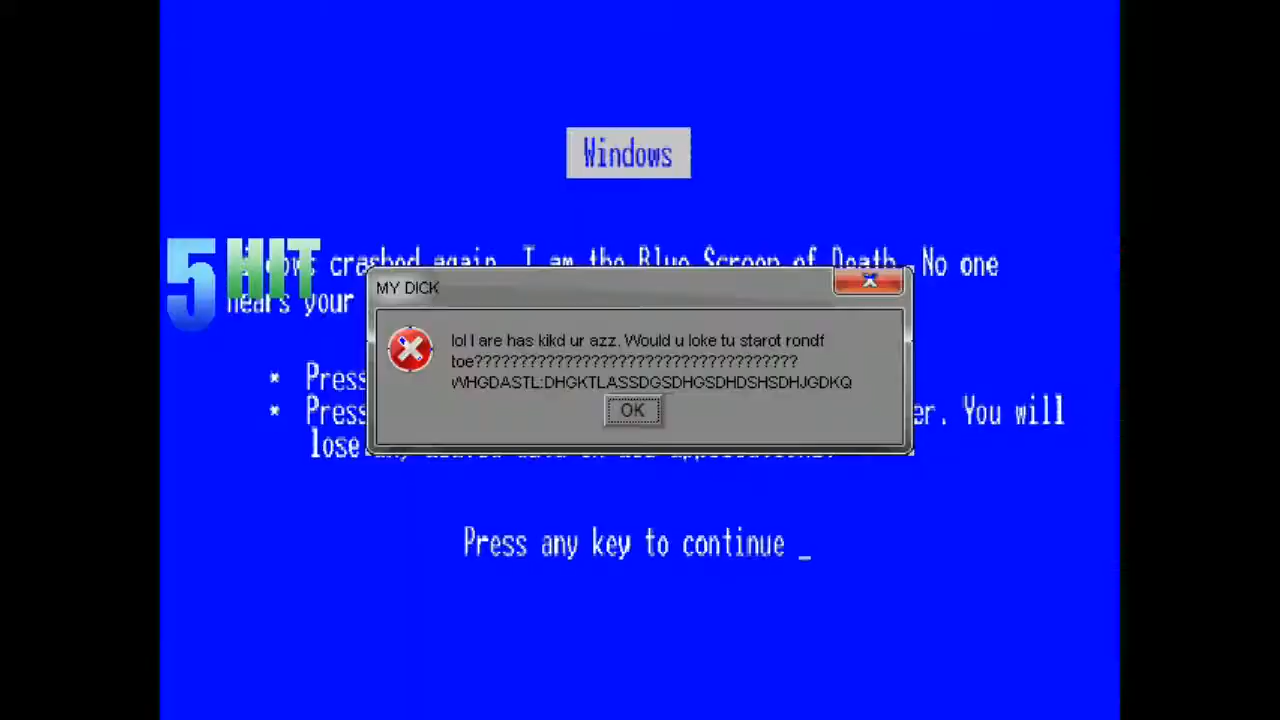 Windows
5 HIT
crashed again. I am the Blue Screen of Death. No one
hears your
MY DICK
lol I are has kikd ur azz. Would u loke tu starot rondf
toe????????????????????????????????????
WHGDASTL:DHGKTLASSDGSDHGSDHDSHSDHJGDKQ
OK
* Press
* Press er. You will
lose
Press any key to continue _